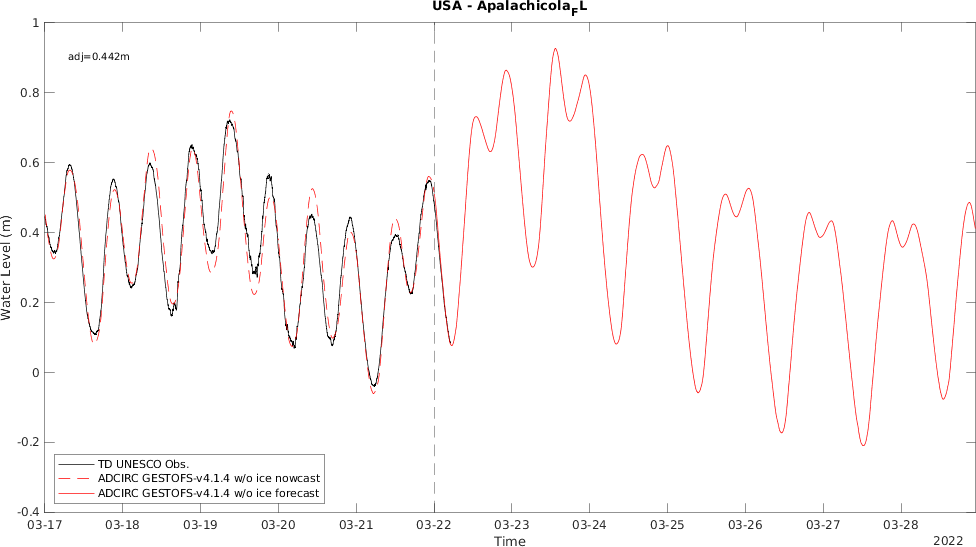 USA - Apalachicola_FL
1
0.8
0.6
0.4
0.2
0
-0.2
-0.4
Water Level (m)
adj=0.442m
TD UNESCO Obs.
ADCIRC GESTOFS-v4.1.4 w/o ice nowcast
ADCIRC GESTOFS-v4.1.4 w/o ice forecast
03-17 03-18 03-19 03-20 03-21 03-22 03-23 03-24 03-25 03-26 03-27 03-28
Time
2022